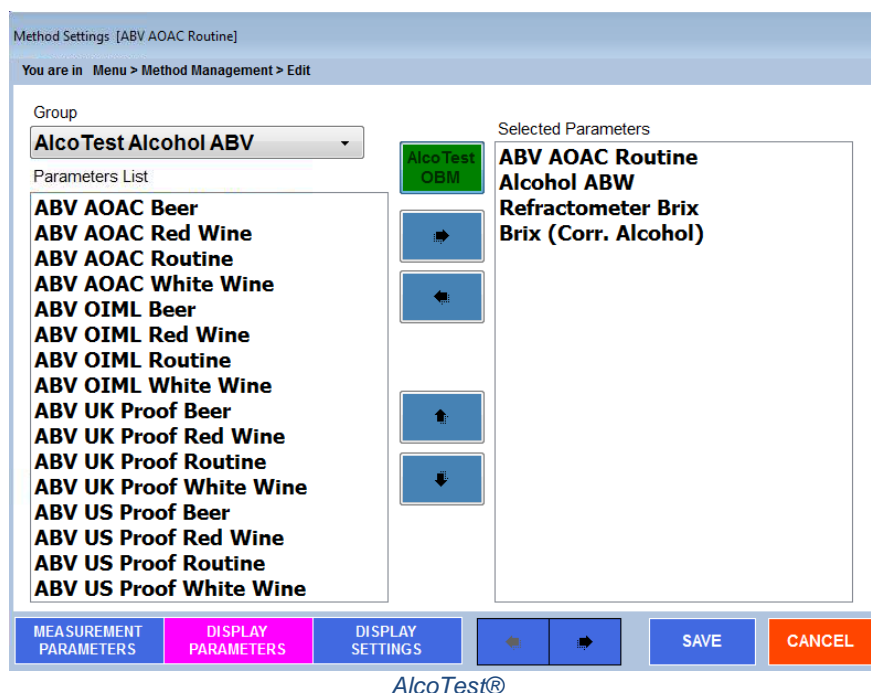 Method Settings [ABV AOAC Routine]
You are in Menu > Method Management > Edit
Group
AlcoTest Alcohol ABV
Parameters List
ABV AOAC Beer
ABV AOAC Red Wine
ABV AOAC Routine
ABV AOAC White Wine
ABV OIML Beer
ABV OIML Red Wine
ABV OIML Routine
ABV OIML White Wine
ABV UK Proof Beer
ABV UK Proof Red Wine
ABV UK Proof Routine
ABV UK Proof White Wine
ABV US Proof Beer
ABV US Proof Red Wine
ABV US Proof Routine
ABV US Proof White Wine
AlcoTest
OBM
Selected Parameters
ABV AOAC Routine
Alcohol ABW
Refractometer Brix
Brix (Corr. Alcohol)
MEASUREMENT
PARAMETERS
DISPLAY
PARAMETERS
DISPLAY
SETTINGS
SAVE
CANCEL
AlcoTest®